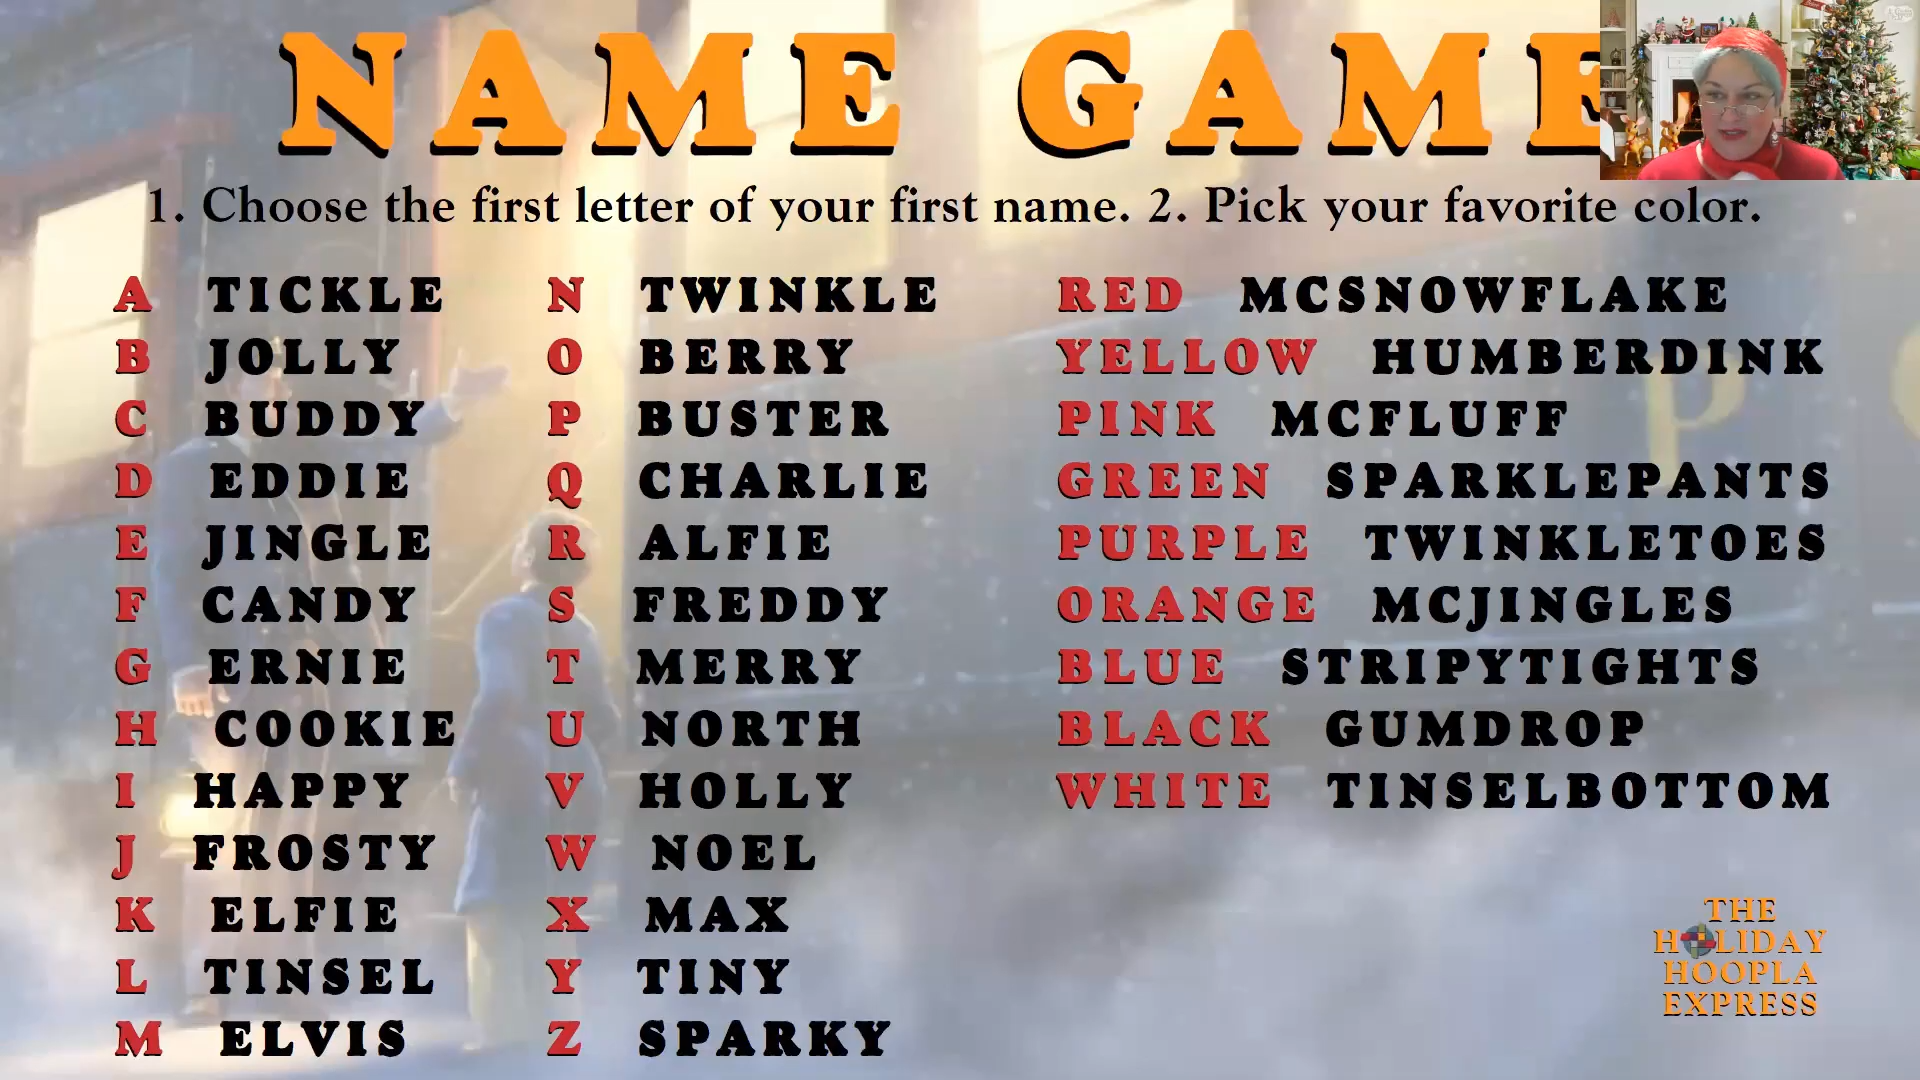 NAME GAME
1. Choose the first letter of your first name. 2. Pick your favorite color.
A TICKLE
B JOLLY
C BUDDY
D EDDIE
E JINGLE
F CANDY
G ERNIE
H COOKIE
I HAPPY
J FROSTY
K ELFIE
L TINSEL
M ELVIS
N TWINKLE
O BERRY
P BUSTER
Q CHARLIE
R ALFIE
S FREDDY
T MERRY
U NORTH
V HOLLY
W NOEL
X MAX
Y TINY
Z SPARKY
RED MCSNOWFLAKE
YELLOW HUMBERDINK
PINK MCFLUFF
GREEN SPARKLEPANTS
PURPLE TWINKLETOES
ORANGE MCJINGLES
BLUE STRIPYTIGHTS
BLACK GUMDROP
WHITE TINSELBOTTOM
THE
HOLIDAY
HOOPLA
EXPRESS